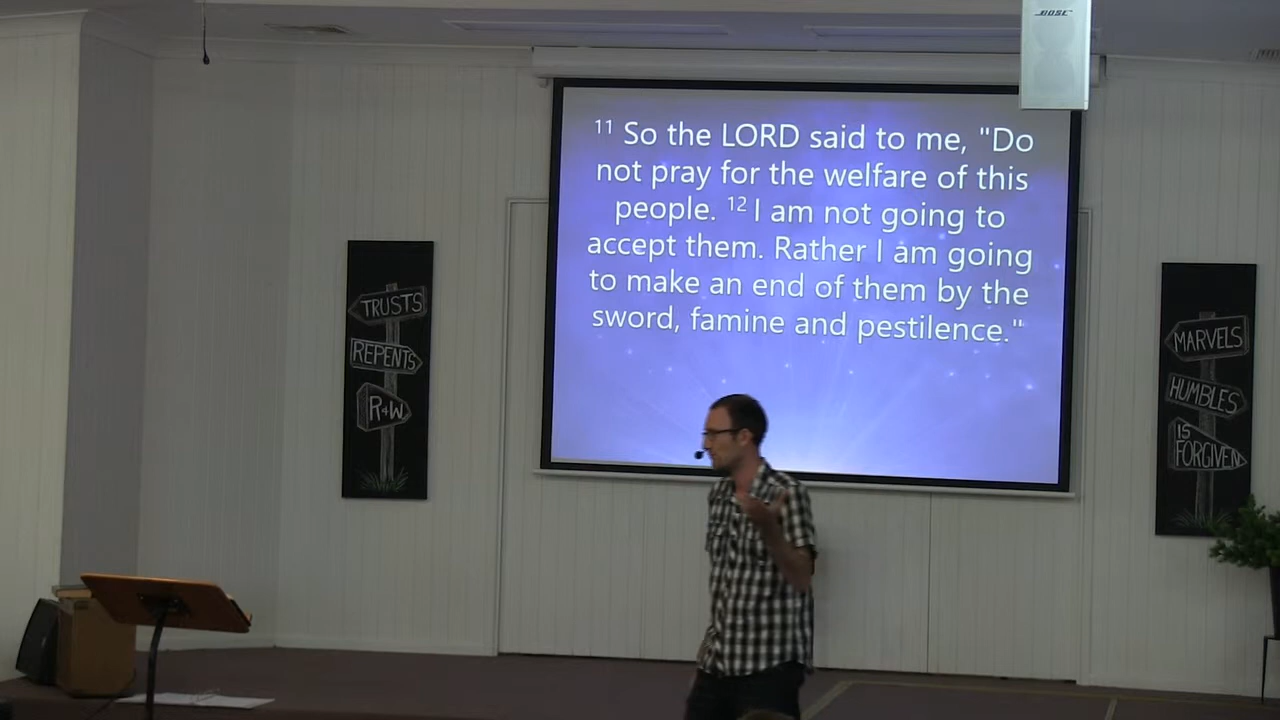 BOSE
¹¹ So the LORD said to me, "Do
not pray for the welfare of this
people. ¹² I am not going to
accept them. Rather I am going
to make an end of them by the
sword, famine and pestilence."
TRUSTS
REPENTS
R+W
MARVELS
HUMBLES
IS
FORGIVEN